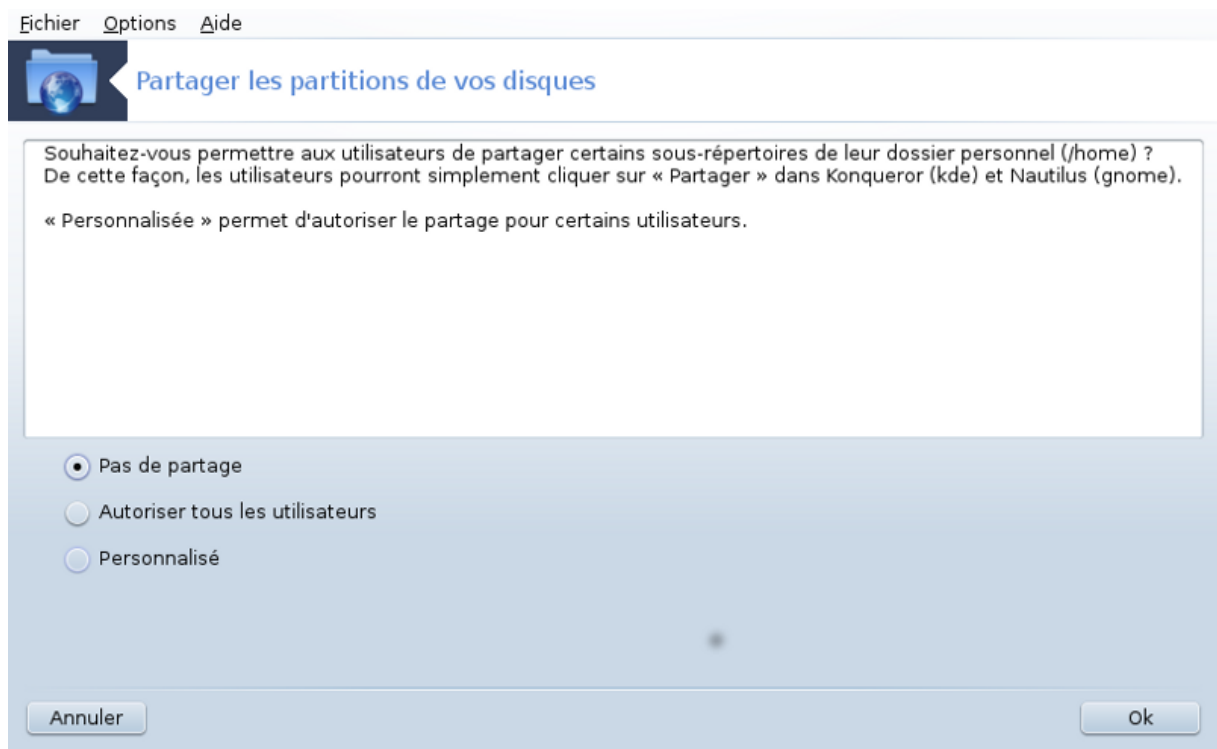 Fichier Options Aide
Partager les partitions de vos disques
Souhaitez-vous permettre aux utilisateurs de partager certains sous-répertoires de leur dossier personnel (/home) ?
De cette façon, les utilisateurs pourront simplement cliquer sur « Partager » dans Konqueror (kde) et Nautilus (gnome).
« Personnalisée » permet d'autoriser le partage pour certains utilisateurs.
Pas de partage
Autoriser tous les utilisateurs
Personnalisé
Annuler Ok